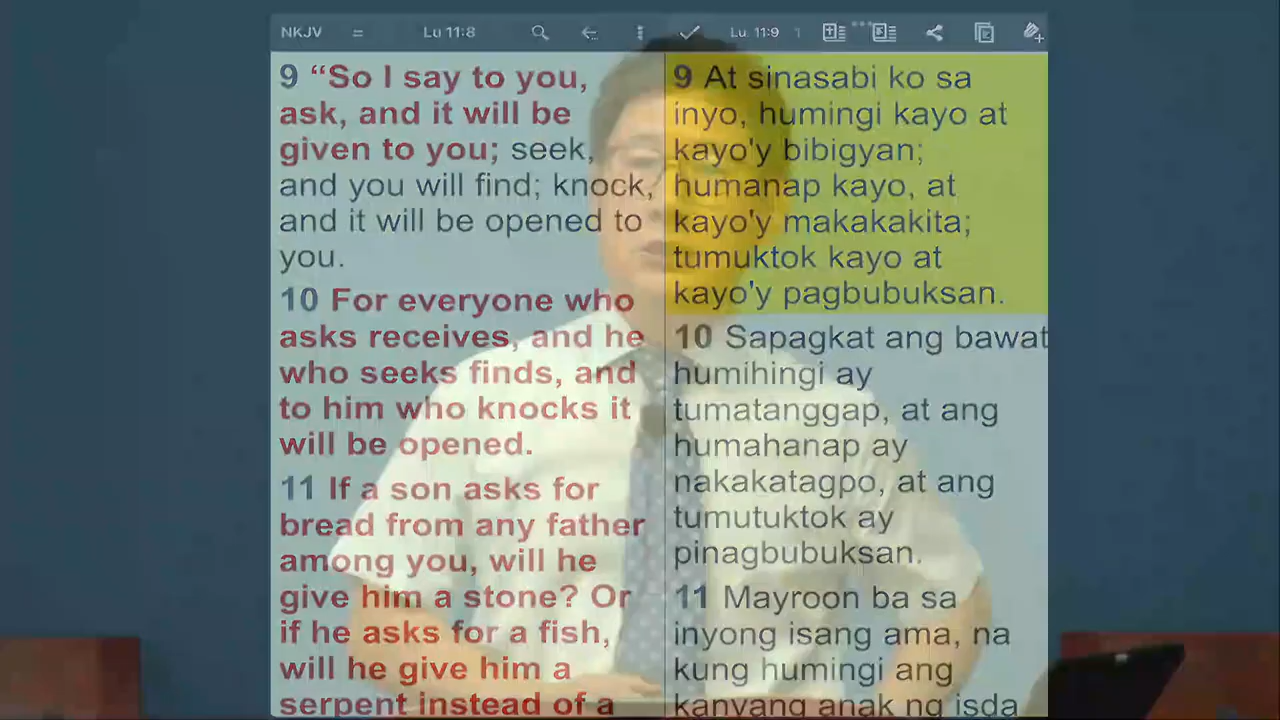 NKJV = Lu 11:8
9 “So I say to you,
ask, and it will be
given to you; seek,
and you will find; knock,
and it will be opened to
you.
10 For everyone who
asks receives, and he
who seeks finds, and
to him who knocks it
will be opened.
11 If a son asks for
bread from any father
among you, will he
give him a stone? Or
if he asks for a fish,
will he give him a
serpent instead of a
Lu. 11:9
9 At sinasabi ko sa
inyo, humingi kayo at
kayo'y bibigyan;
humanap kayo, at
kayo'y makakakita;
tumuktok kayo at
kayo'y pagbubuksan.
10 Sapagkat ang bawat
humihingi ay
tumatanggap, at ang
humahanap ay
nakakatagpo, at ang
tumutuktok ay
pinagbubuksan.
11 Mayroon ba sa
inyong isang ama, na
kung humingi ang
kanyang anak ng isda